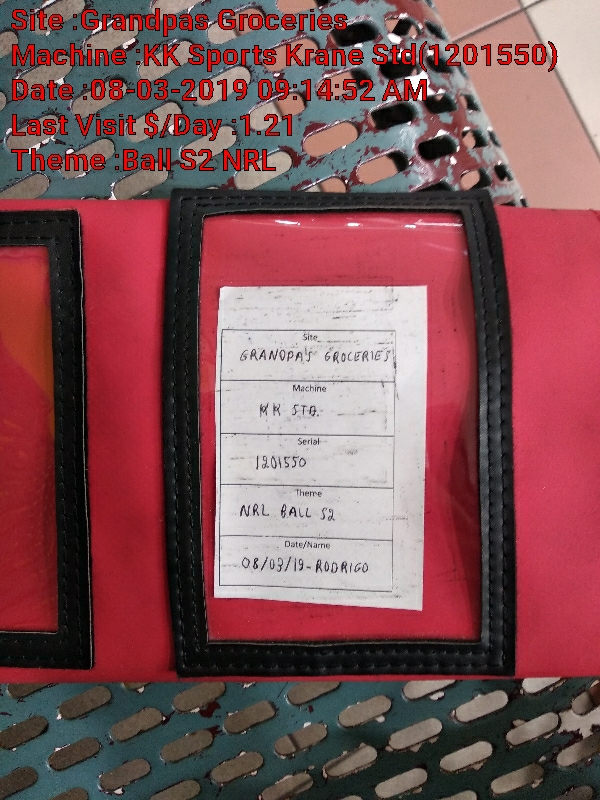 Site :Grandpas Groceries
Machine :KK Sports Krane Std(1201550)
Date :08-03-2019 09:14:52 AM
Last Visit $/Day :1.21
Theme :Ball S2 NRL
Site
GRANDPA'S GROCERIES
Machine
KK STD.
Serial
1201550
Theme
NRL BALL S2
Date/Name
08/03/19-RODRIGO